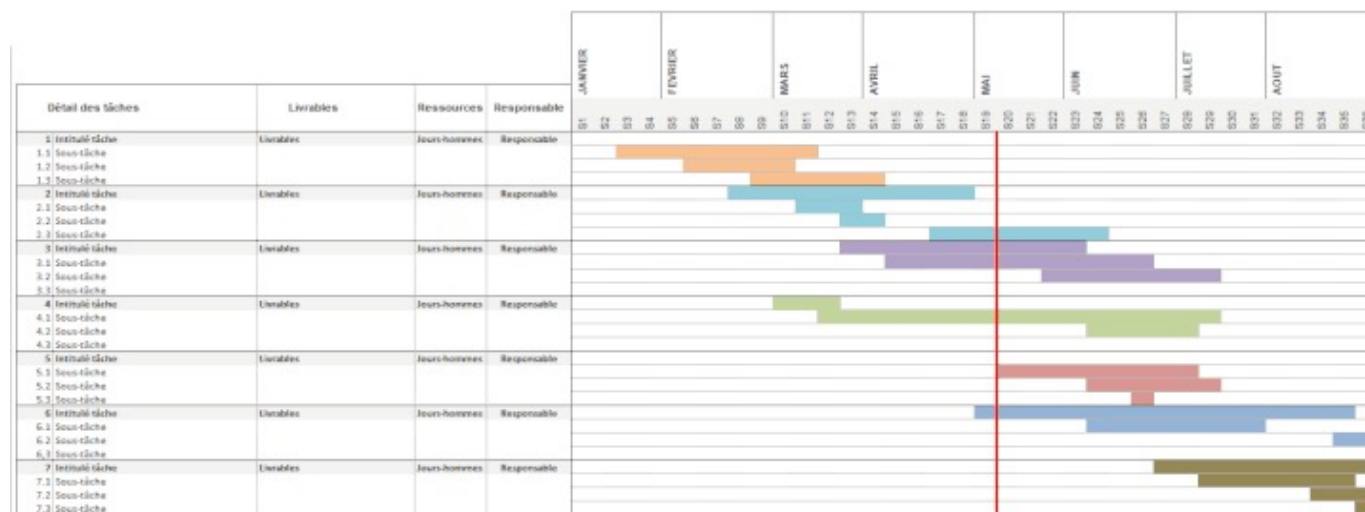 JANVIER FEVRIER MARS AVRIL MAI JUIN JUILLET AOUT
Détail des tâches Livrables Ressources Responsable
S1 S2 S3 S4 S5 S6 S7 S8 S9 S10 S11 S12 S13 S14 S15 S16 S17 S18 S19 S20 S21 S22 S23 S24 S25 S26 S27 S28 S29 S30 S31 S32 S33 S34 S35
1 Intitulé tâche Livrables Jours-hommes Responsable
1.1 Sous-tâche
1.2 Sous-tâche
1.3 Sous-tâche
2 Intitulé tâche Livrables Jours-hommes Responsable
2.1 Sous-tâche
2.2 Sous-tâche
2.3 Sous-tâche
3 Intitulé tâche Livrables Jours-hommes Responsable
3.1 Sous-tâche
3.2 Sous-tâche
3.3 Sous-tâche
4 Intitulé tâche Livrables Jours-hommes Responsable
4.1 Sous-tâche
4.2 Sous-tâche
4.3 Sous-tâche
5 Intitulé tâche Livrables Jours-hommes Responsable
5.1 Sous-tâche
5.2 Sous-tâche
5.3 Sous-tâche
6 Intitulé tâche Livrables Jours-hommes Responsable
6.1 Sous-tâche
6.2 Sous-tâche
6,3 Sous-tâche
7 Intitulé tâche Livrables Jours-hommes Responsable
7.1 Sous-tâche
7.2 Sous-tâche
7.3 Sous-tâche